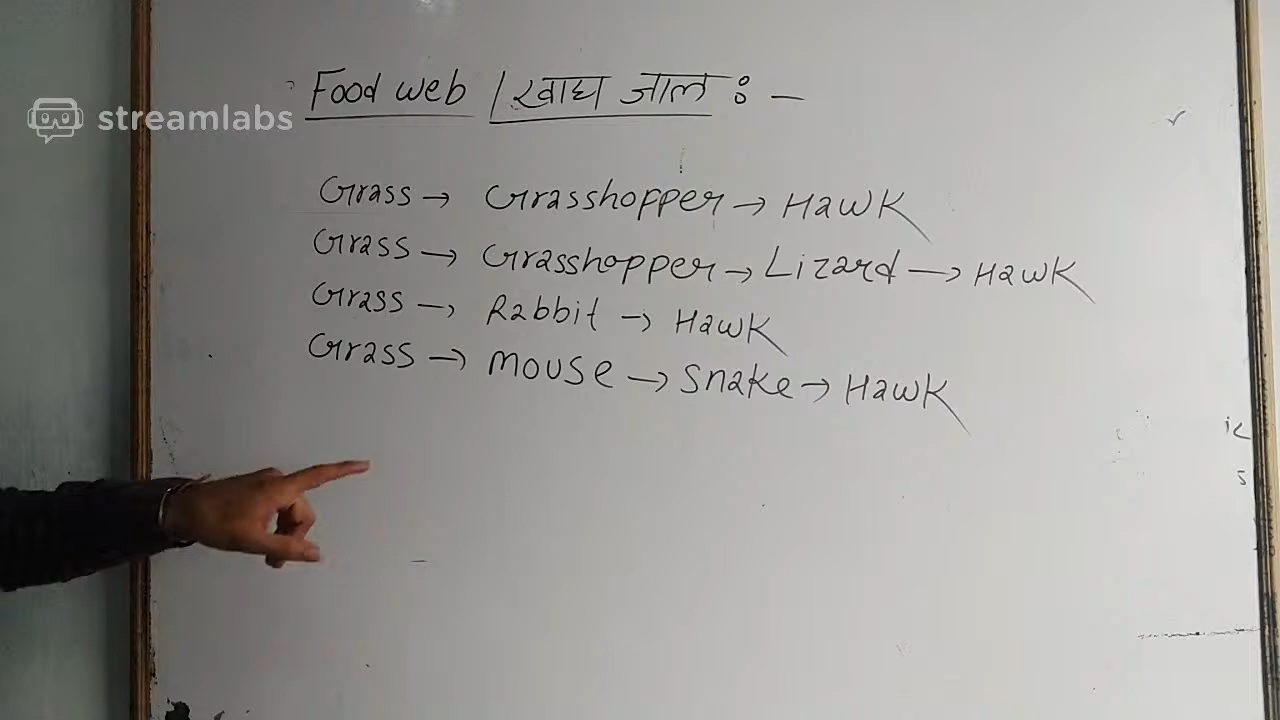 streamlabs
Food web / खाद्य जाल :-
Grass → Grasshopper → Hawk
Grass → Grasshopper → Lizard → Hawk
Grass → Rabbit → Hawk
Grass → Mouse → Snake → Hawk